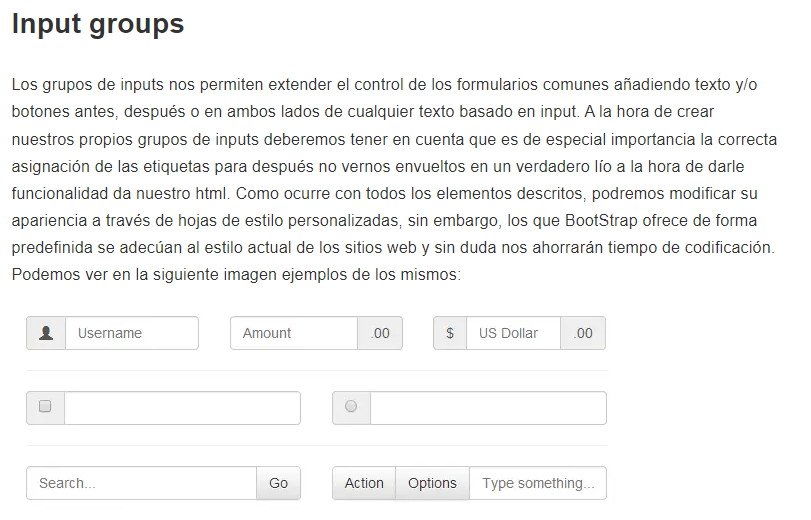 Input groups
Los grupos de inputs nos permiten extender el control de los formularios comunes añadiendo texto y/o
botones antes, después o en ambos lados de cualquier texto basado en input. A la hora de crear
nuestros propios grupos de inputs deberemos tener en cuenta que es de especial importancia la correcta
asignación de las etiquetas para después no vernos envueltos en un verdadero lío a la hora de darle
funcionalidad da nuestro html. Como ocurre con todos los elementos descritos, podremos modificar su
apariencia a través de hojas de estilo personalizadas, sin embargo, los que BootStrap ofrece de forma
predefinida se adecúan al estilo actual de los sitios web y sin duda nos ahorrarán tiempo de codificación.
Podemos ver en la siguiente imagen ejemplos de los mismos:
Username Amount .00 $ US Dollar .00
Search... Go Action Options Type something...